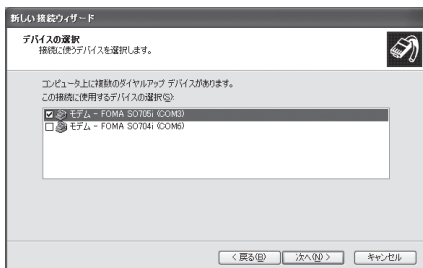 新しい接続ウィザード
デバイスの選択
接続に使うデバイスを選択します。
コンピュータ上に複数のダイヤルアップ デバイスがあります。
この接続に使用するデバイスの選択(S):
モデム - FOMA SO705i (COM3)
モデム - FOMA SO704i (COM6)
< 戻る(B) 次へ(N) > キャンセル